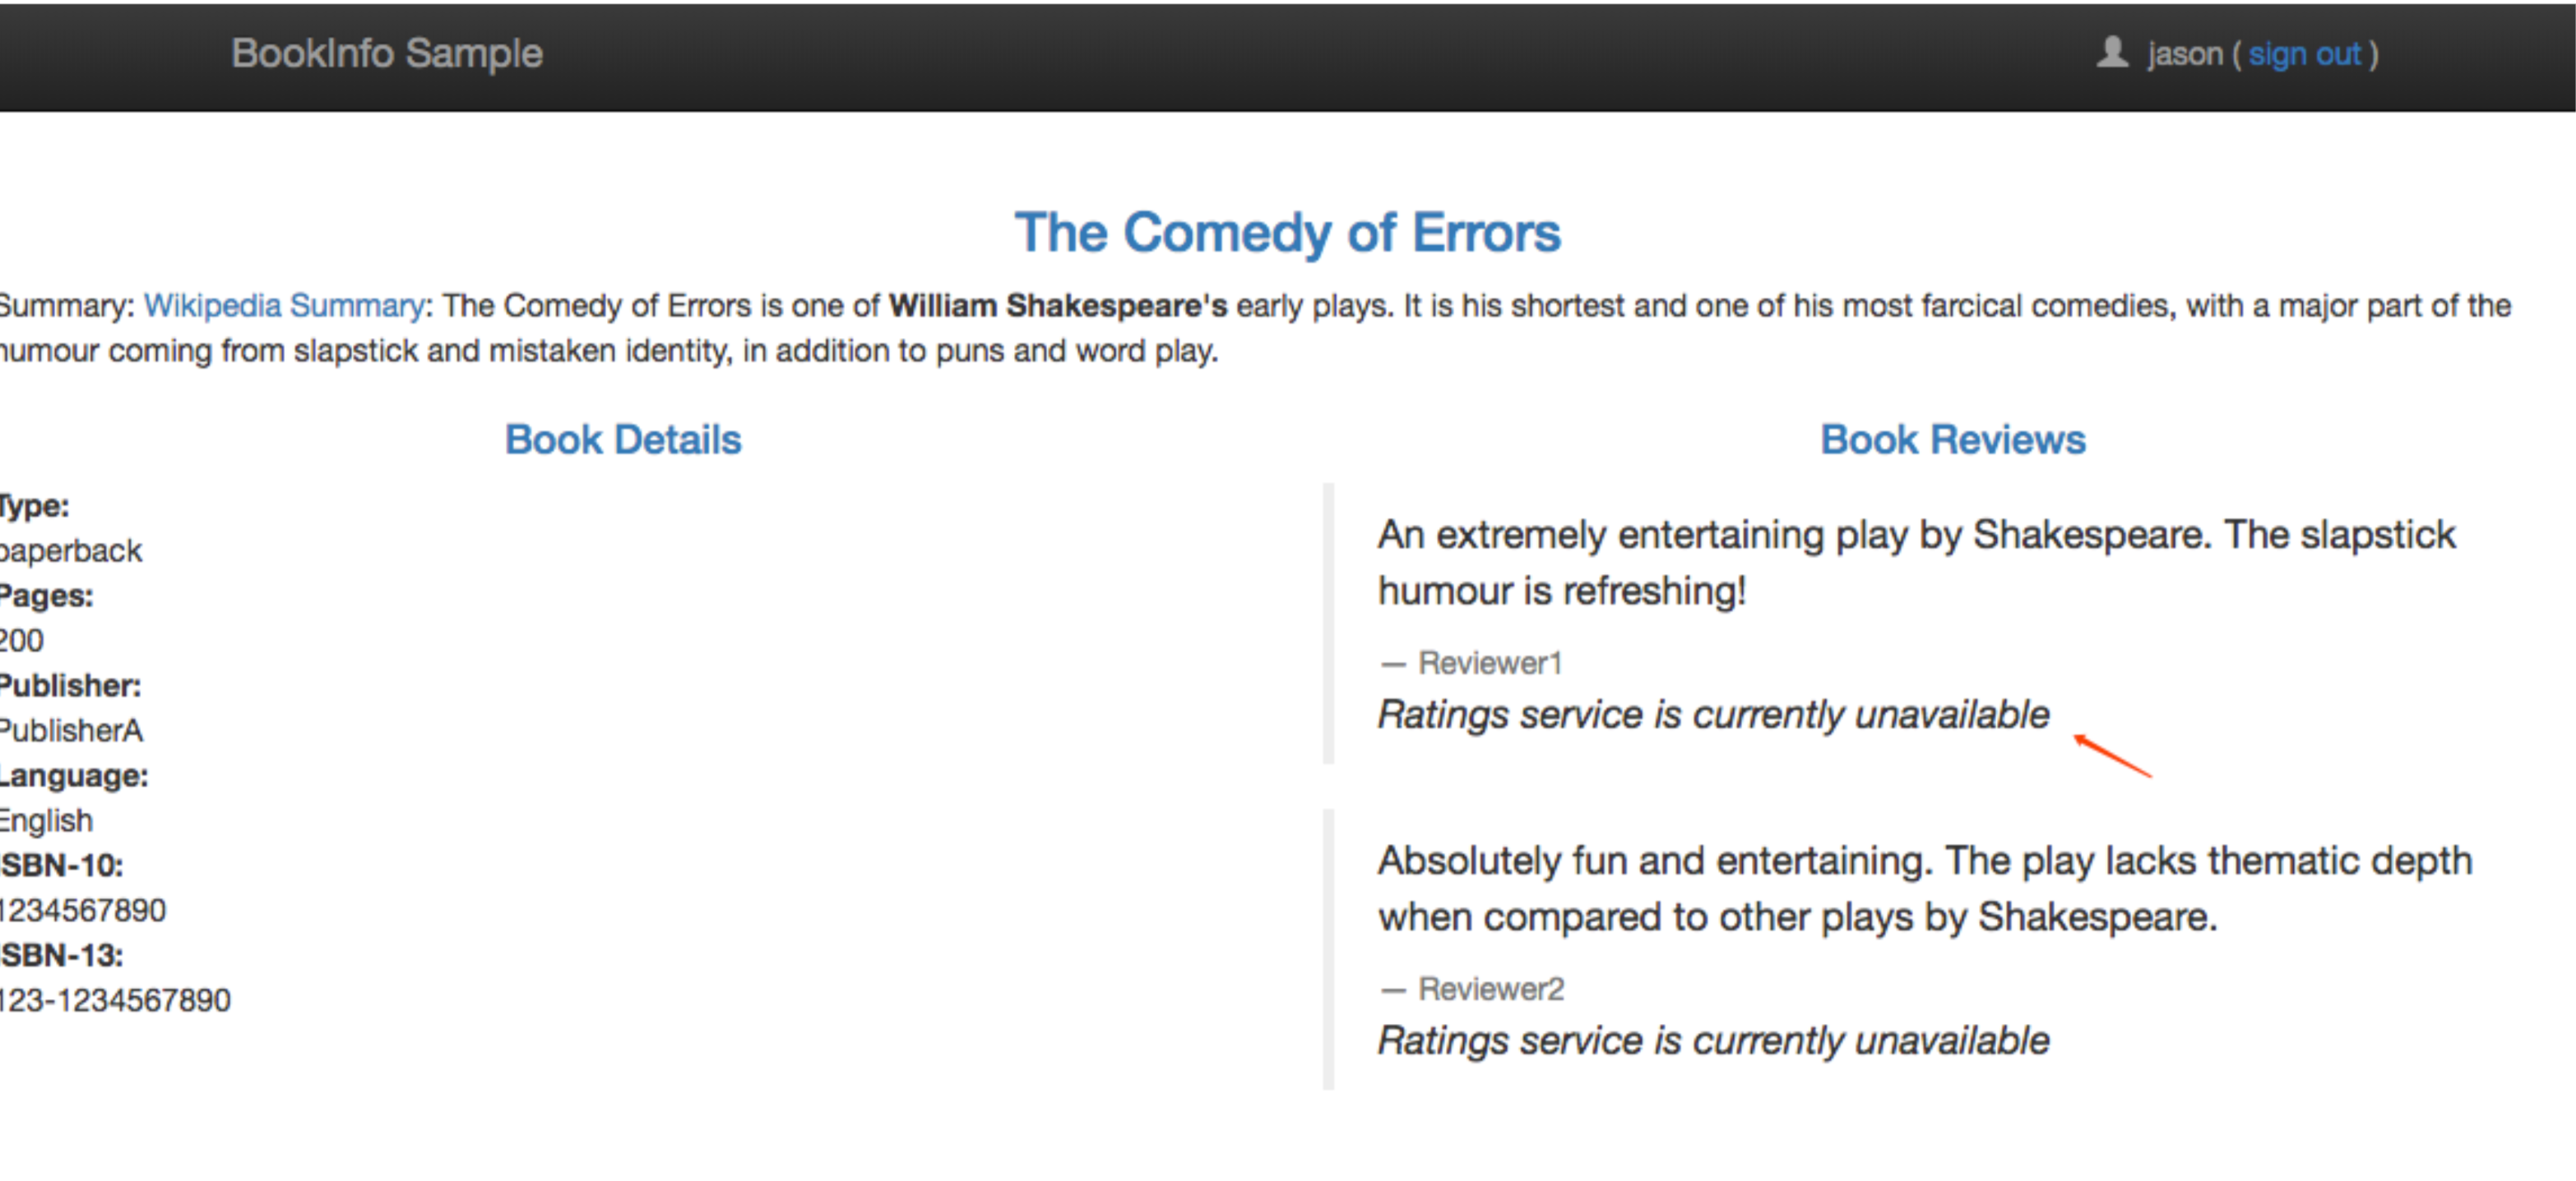 BookInfo Sample
jason ( sign out )
The Comedy of Errors
Summary: Wikipedia Summary: The Comedy of Errors is one of William Shakespeare's early plays. It is his shortest and one of his most farcical comedies, with a major part of the
humour coming from slapstick and mistaken identity, in addition to puns and word play.
Book Details
Type:
paperback
Pages:
200
Publisher:
PublisherA
Language:
English
ISBN-10:
1234567890
ISBN-13:
123-1234567890
Book Reviews
An extremely entertaining play by Shakespeare. The slapstick
humour is refreshing!
— Reviewer1
Ratings service is currently unavailable
Absolutely fun and entertaining. The play lacks thematic depth
when compared to other plays by Shakespeare.
— Reviewer2
Ratings service is currently unavailable